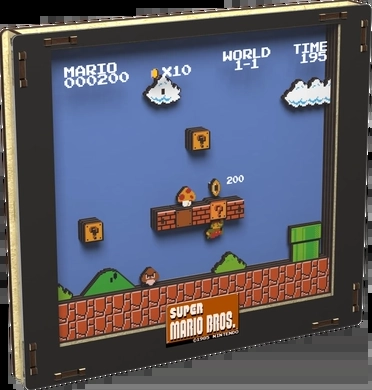 MARIO
000200
x10
WORLD
1-1
TIME
195
200
?
?
?
SUPER
MARIO BROS.
©1985 NINTENDO